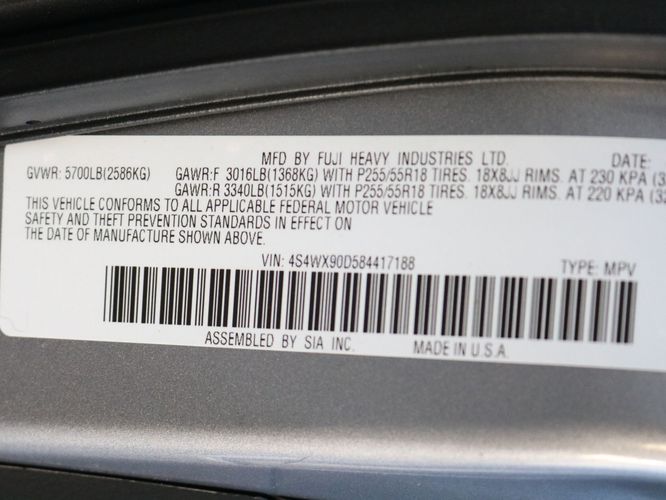 MFD BY FUJI HEAVY INDUSTRIES LTD. DATE:
GVWR: 5700LB(2586KG) GAWR:F 3016LB(1368KG) WITH P255/55R18 TIRES. 18X8JJ RIMS. AT 230 KPA (3
GAWR:R 3340LB(1515KG) WITH P255/55R18 TIRES. 18X8JJ RIMS. AT 220 KPA (32
THIS VEHICLE CONFORMS TO ALL APPLICABLE FEDERAL MOTOR VEHICLE
SAFETY AND THEFT PREVENTION STANDARDS IN EFFECT ON
THE DATE OF MANUFACTURE SHOWN ABOVE.
VIN: 4S4WX90D584417188 TYPE: MPV
ASSEMBLED BY SIA INC. MADE IN U.S.A.